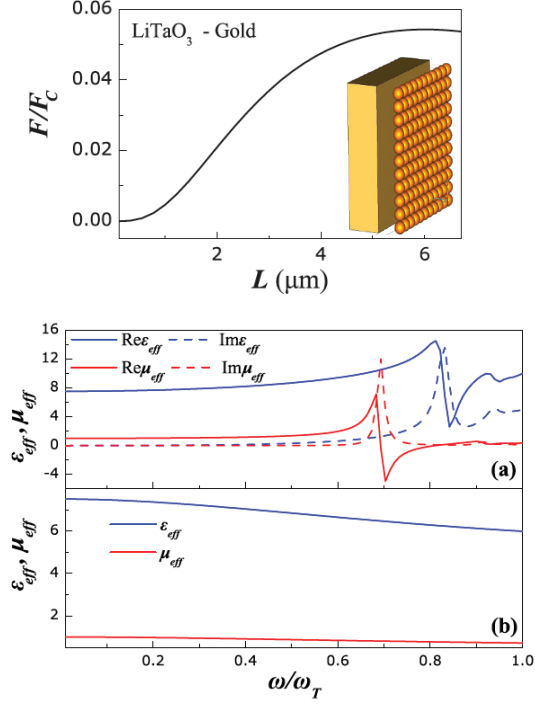 0.06
LiTaO3 - Gold
0.04
F/FC
0.02
0.00
2 4 6
L (μm)
16
Reεeff Imεeff
12
Reμeff Imμeff
8
εeff, μeff
4
0
-4
(a)
6
εeff
μeff
εeff, μeff
4
2
(b)
0.2 0.4 0.6 0.8 1.0
ω/ωT